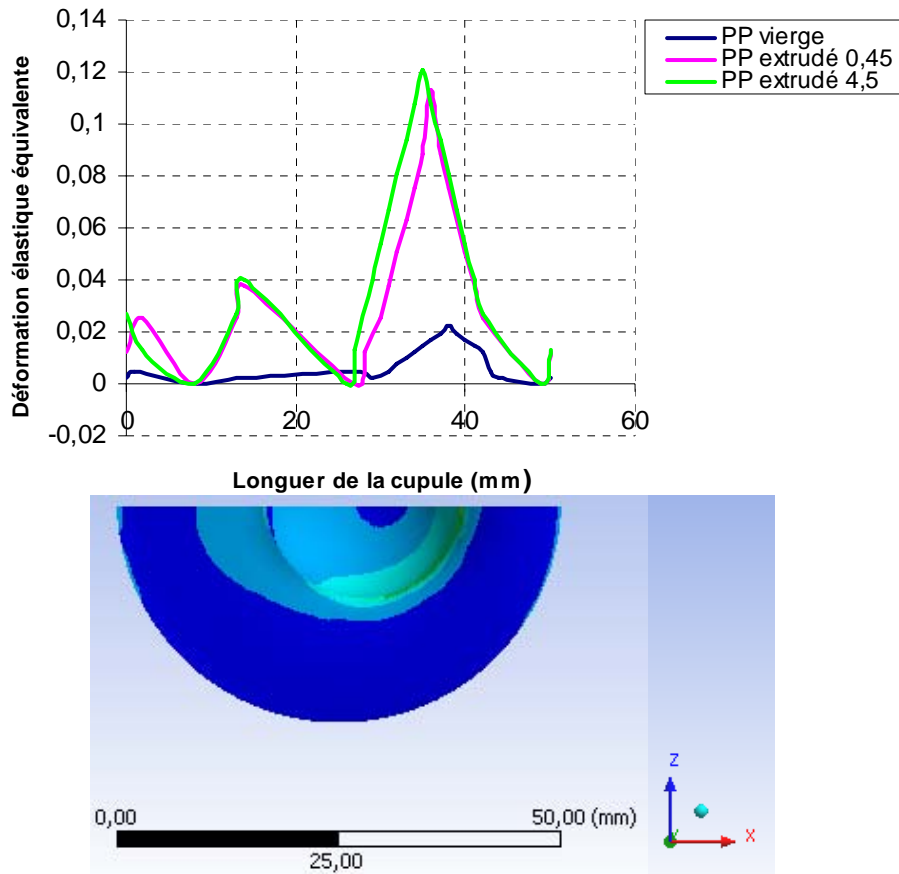 0,14
0,12
0,1
0,08
0,06
0,04
0,02
0
-0,02
Déformation élastique équivalente
0
20
40
60
Longuer de la cupule (mm)
PP vierge
PP extrudé 0,45
PP extrudé 4,5
0,00
50,00 (mm)
25,00
Z
Y
X